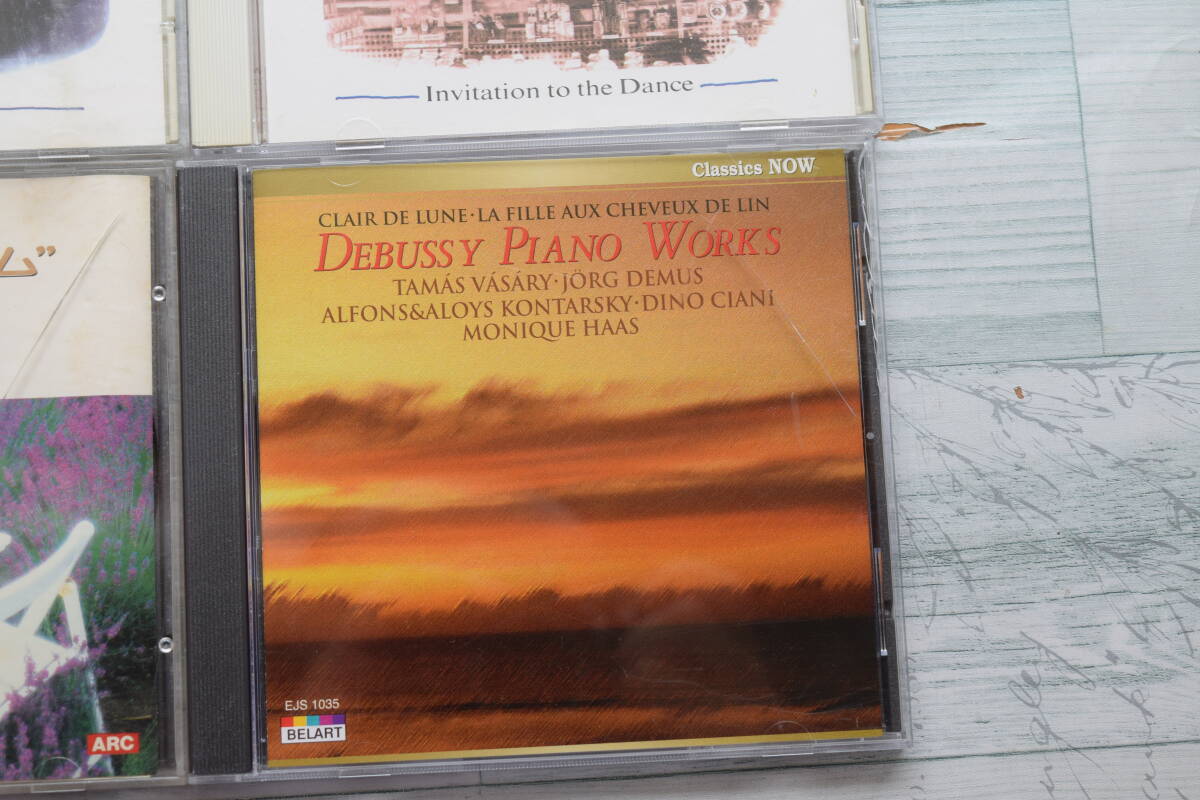 Invitation to the Dance
Classics NOW
CLAIR DE LUNE・LA FILLE AUX CHEVEUX DE LIN
DEBUSSY PIANO WORKS
TAMÁS VÁSÁRY・JÖRG DEMUS
ALFONS&ALOYS KONTARSKY・DINO CIANI
MONIQUE HAAS
EJS 1035
BELART
ム”
ARC